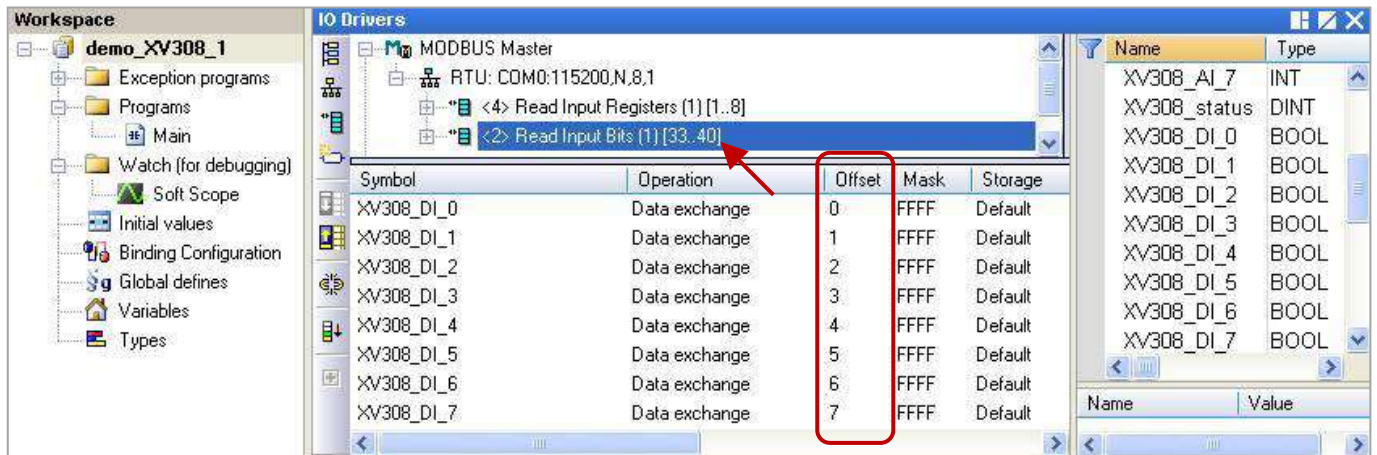 Workspace
demo_XV308_1
Exception programs
Programs
Main
Watch (for debugging)
Soft Scope
Initial values
Binding Configuration
Global defines
Variables
Types
IO Drivers
MODBUS Master
RTU: COM0:115200,N,8,1
<4> Read Input Registers (1) [1..8]
<2> Read Input Bits (1) [33..40]
Symbol Operation Offset Mask Storage
XV308_DI_0 Data exchange 0 FFFF Default
XV308_DI_1 Data exchange 1 FFFF Default
XV308_DI_2 Data exchange 2 FFFF Default
XV308_DI_3 Data exchange 3 FFFF Default
XV308_DI_4 Data exchange 4 FFFF Default
XV308_DI_5 Data exchange 5 FFFF Default
XV308_DI_6 Data exchange 6 FFFF Default
XV308_DI_7 Data exchange 7 FFFF Default
Name Type
XV308_AI_7 INT
XV308_status DINT
XV308_DI_0 BOOL
XV308_DI_1 BOOL
XV308_DI_2 BOOL
XV308_DI_3 BOOL
XV308_DI_4 BOOL
XV308_DI_5 BOOL
XV308_DI_6 BOOL
XV308_DI_7 BOOL
Name Value